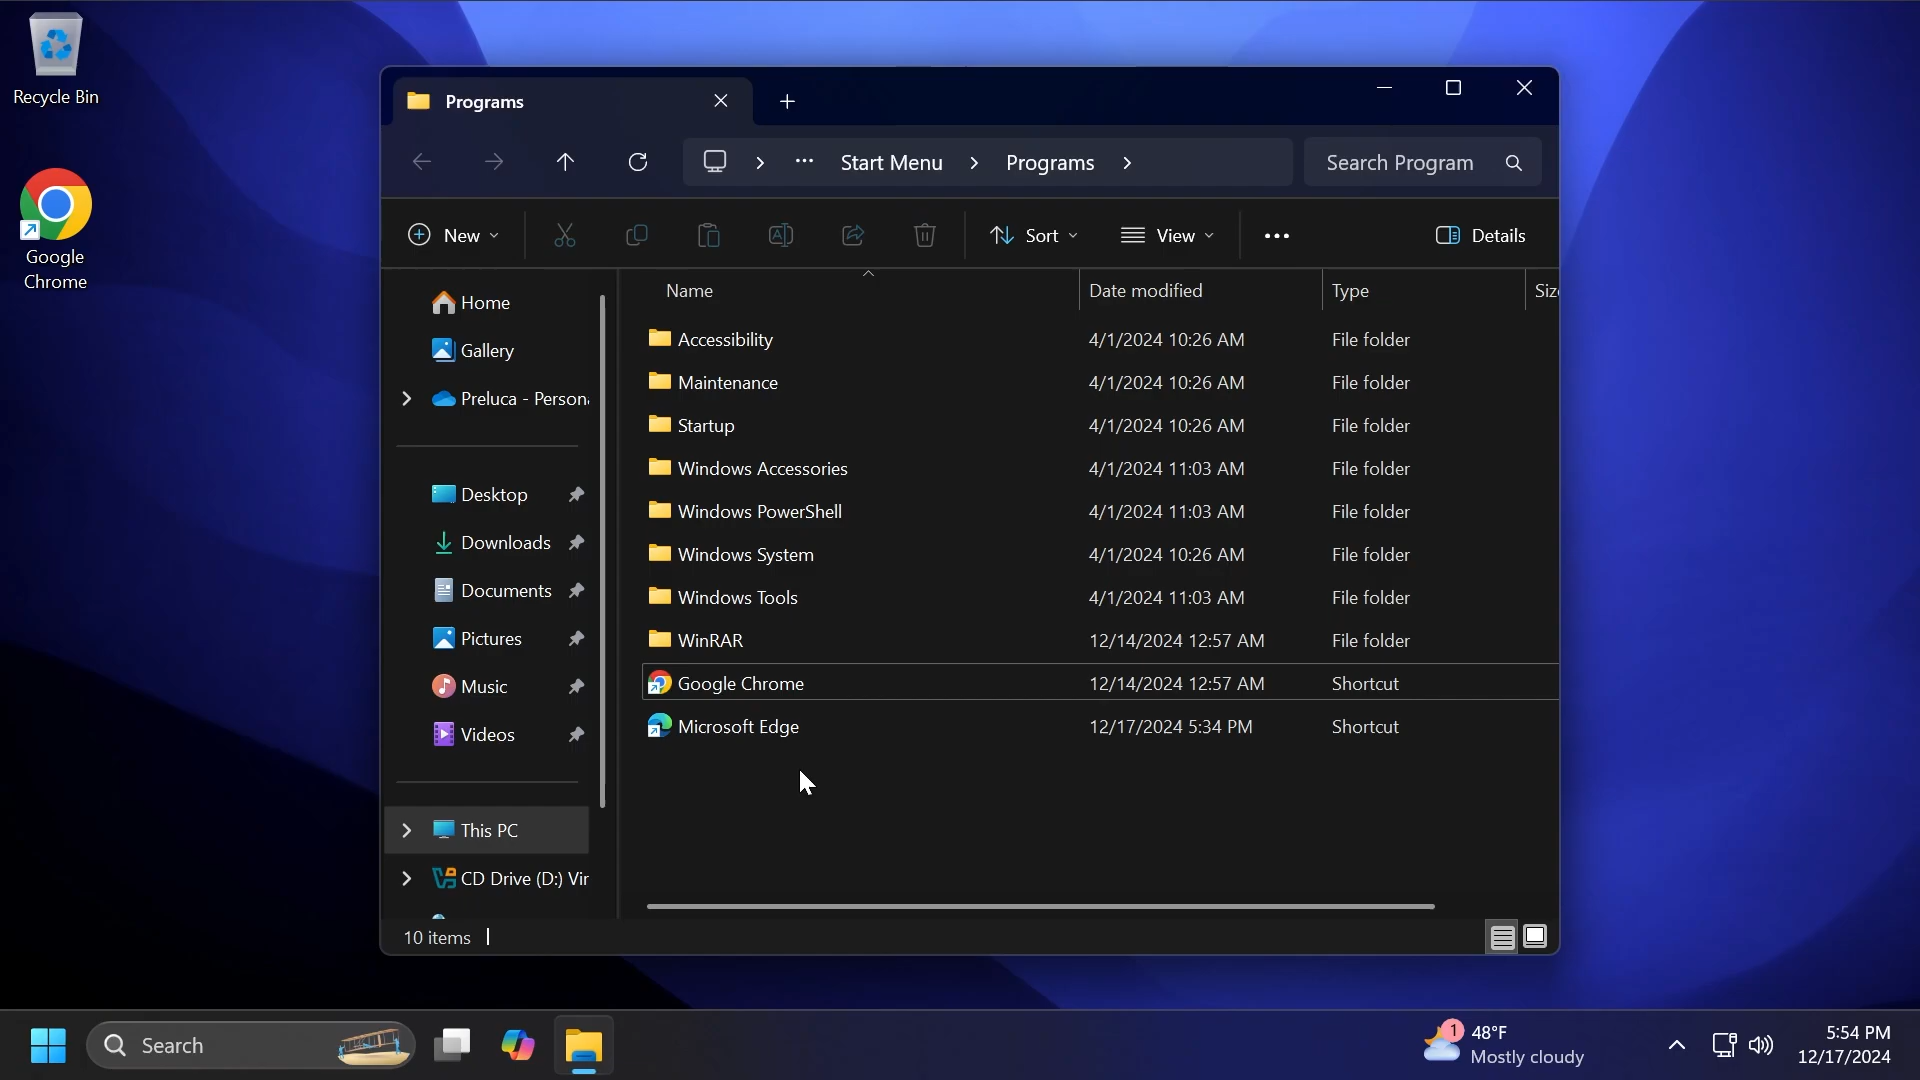 Recycle Bin
Google
Chrome
Programs
Start Menu
Programs
Search Program
New
Sort
View
Details
Home
Gallery
Preluca - Persona
Desktop
Downloads
Documents
Pictures
Music
Videos
This PC
CD Drive (D:) Vir
Name Date modified Type Size
Accessibility 4/1/2024 10:26 AM File folder
Maintenance 4/1/2024 10:26 AM File folder
Startup 4/1/2024 10:26 AM File folder
Windows Accessories 4/1/2024 11:03 AM File folder
Windows PowerShell 4/1/2024 11:03 AM File folder
Windows System 4/1/2024 10:26 AM File folder
Windows Tools 4/1/2024 11:03 AM File folder
WinRAR 12/14/2024 12:57 AM File folder
Google Chrome 12/14/2024 12:57 AM Shortcut
Microsoft Edge 12/17/2024 5:34 PM Shortcut
10 items
Search
1
48°F
Mostly cloudy
5:54 PM
12/17/2024